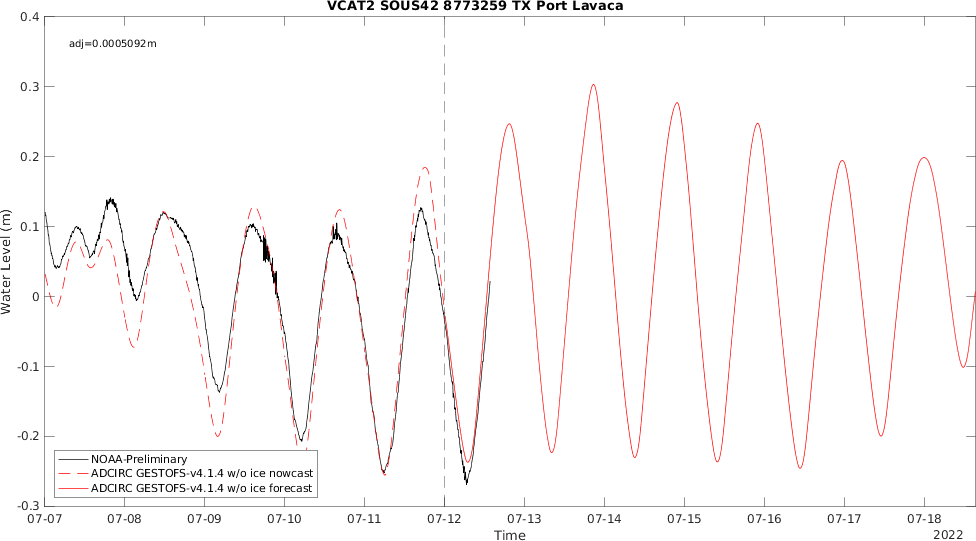 VCAT2 SOUS42 8773259 TX Port Lavaca
adj=0.0005092m
Water Level (m)
0.4
0.3
0.2
0.1
0
-0.1
-0.2
-0.3
NOAA-Preliminary
ADCIRC GESTOFS-v4.1.4 w/o ice nowcast
ADCIRC GESTOFS-v4.1.4 w/o ice forecast
07-07 07-08 07-09 07-10 07-11 07-12 07-13 07-14 07-15 07-16 07-17 07-18
Time
2022